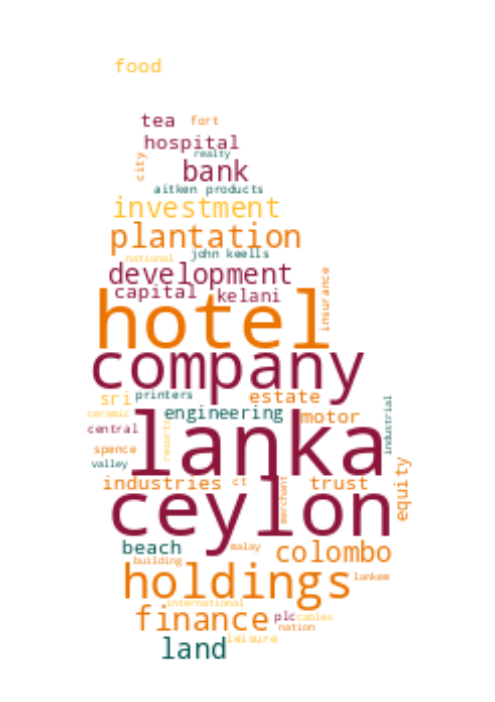 food
tea fort
hospital
realty
city
bank
aitken products
investment
plantation
john keells
national
development
insurance
capital kelani
hotel
company
sri printers estate
ceramic engineering motor
industrial
central
resorts
lanka
spence
valley
equity
industries ct trust
merchant
ceylon
beach malay colombo
building
holdings lankem
international
finance plc cables
nation
leisure
land